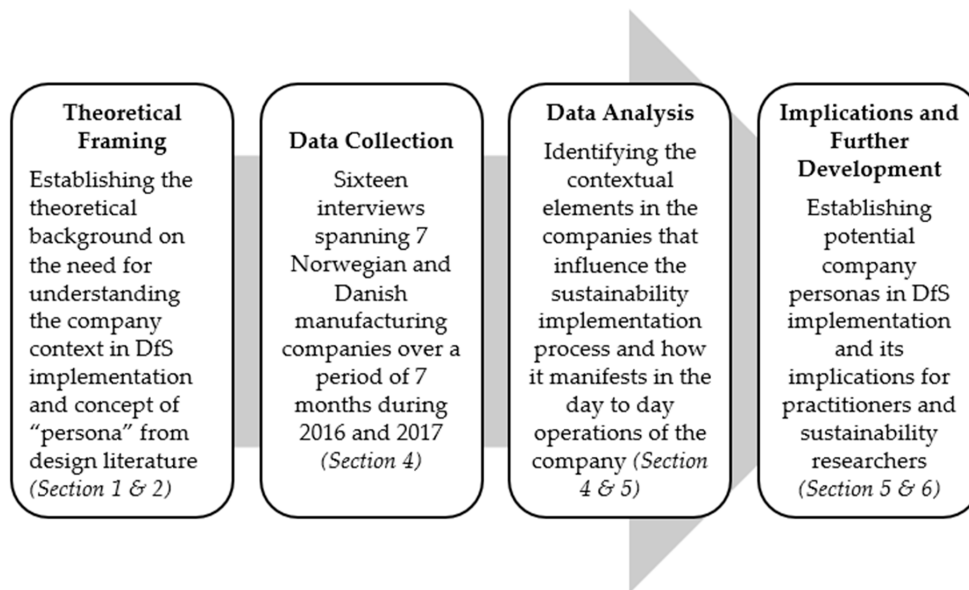 Theoretical
Framing
Establishing the
theoretical
background on
the need for
understanding
the company
context in DfS
implementation
and concept of
“persona” from
design literature
(Section 1 & 2)
Data Collection
Sixteen
interviews
spanning 7
Norwegian and
Danish
manufacturing
companies over a
period of 7
months during
2016 and 2017
(Section 4)
Data Analysis
Identifying the
contextual
elements in the
companies that
influence the
sustainability
implementation
process and how
it manifests in the
day to day
operations of the
company (Section
4 & 5)
Implications and
Further
Development
Establishing
potential
company
personas in DfS
implementation
and its
implications for
practitioners and
sustainability
researchers
(Section 5 & 6)